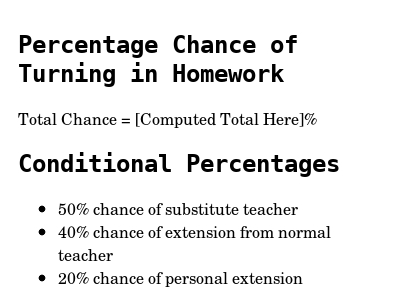 Percentage Chance of
Turning in Homework
Total Chance = [Computed Total Here]%
Conditional Percentages
• 50% chance of substitute teacher
• 40% chance of extension from normal
teacher
• 20% chance of personal extension